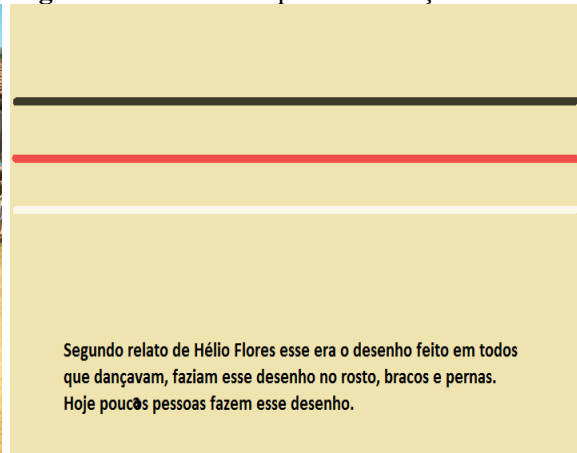 Segundo relato de Hélio Flores esse era o desenho feito em todos
que dançavam, faziam esse desenho no rosto, bracos e pernas.
Hoje poucas pessoas fazem esse desenho.